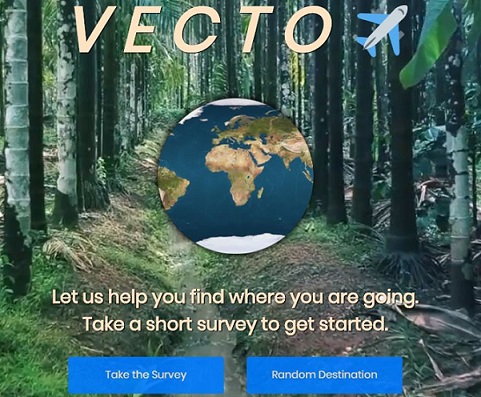 VECTO
Let us help you find where you are going.
Take a short survey to get started.
Take the Survey
Random Destination